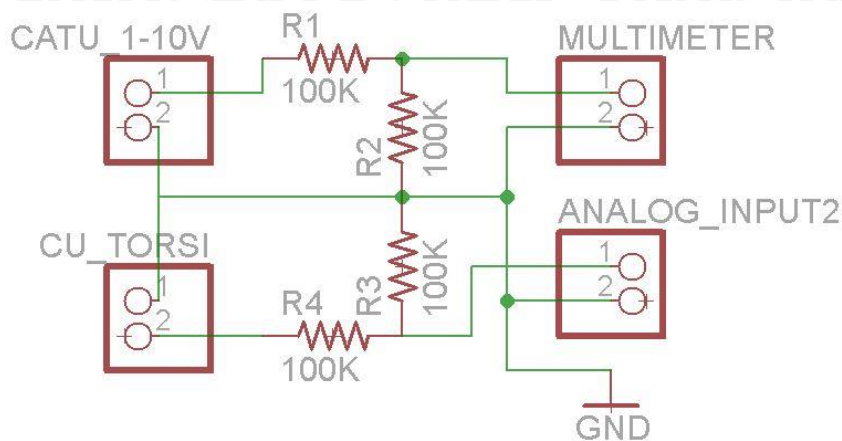 CATU_1-10V
R1
MULTIMETER
1
2
100K
R2
100K
1
2
CU_TORSI
ANALOG_INPUT2
1
2
R4
100K
R3
100K
1
2
GND